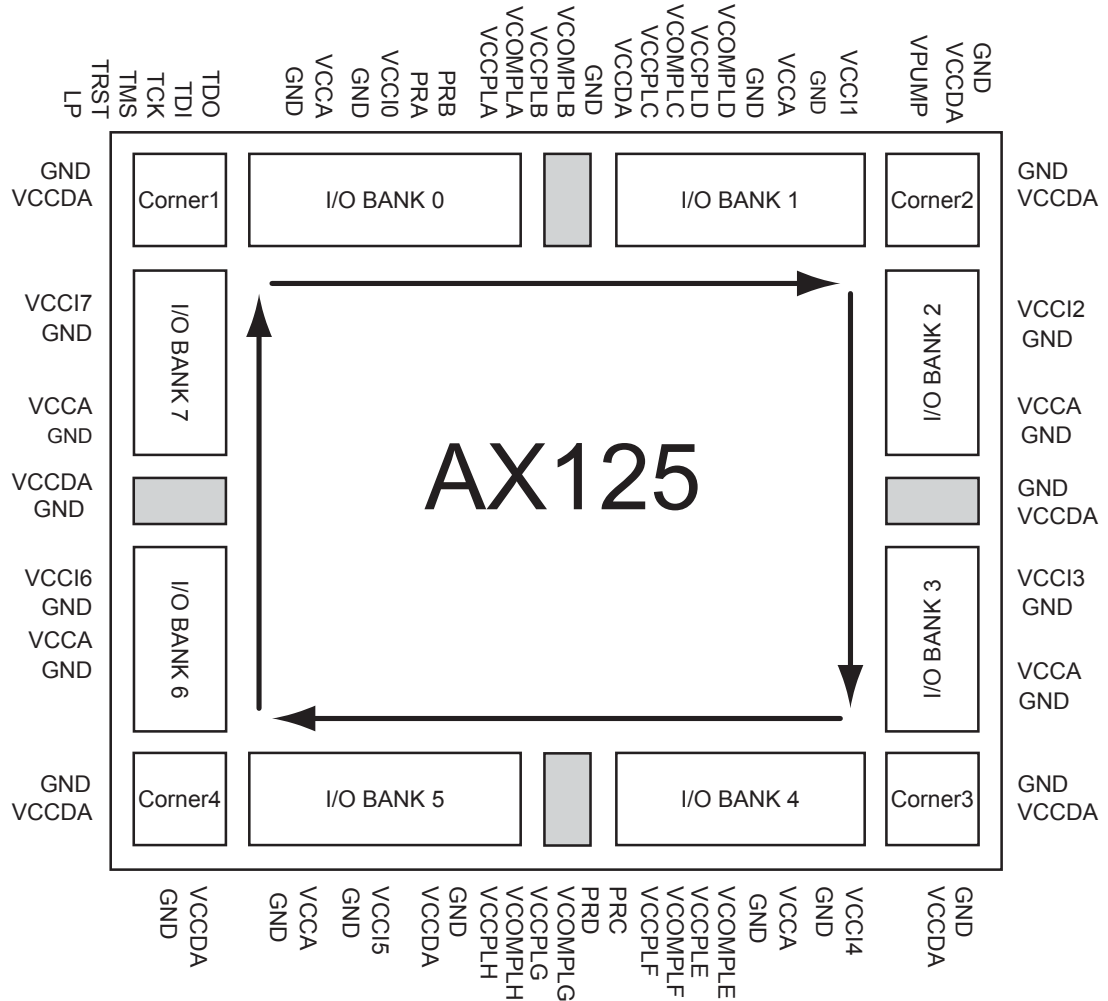 LP
TRST
TMS
TCK
TDI
TDO
GND
VCCA
GND
VCCI0
PRA
PRB
VCCPLA
VCOMPLA
VCCPLB
VCOMPLB
GND
VCCDA
VCCPLC
VCOMPLC
VCCPLD
VCOMPLD
GND
VCCA
GND
VCCI1
VPUMP
VCCDA
GND
GND
VCCDA
Corner1
I/O BANK 0
I/O BANK 1
Corner2
GND
VCCDA
VCCI7
GND
VCCA
GND
I/O BANK 7
I/O BANK 2
VCCI2
GND
VCCA
GND
AX125
VCCDA
GND
GND
VCCDA
VCCI6
GND
VCCA
GND
I/O BANK 6
I/O BANK 3
VCCI3
GND
VCCA
GND
GND
VCCDA
Corner4
I/O BANK 5
I/O BANK 4
Corner3
GND
VCCDA
GND
VCCDA
GND
VCCA
GND
VCCI5
VCCDA
GND
VCCPLH
VCOMPLH
VCCPLG
VCOMPLG
PRD
PRC
VCCPLF
VCOMPLF
VCCPLE
VCOMPLE
GND
VCCA
GND
VCCI4
VCCDA
GND